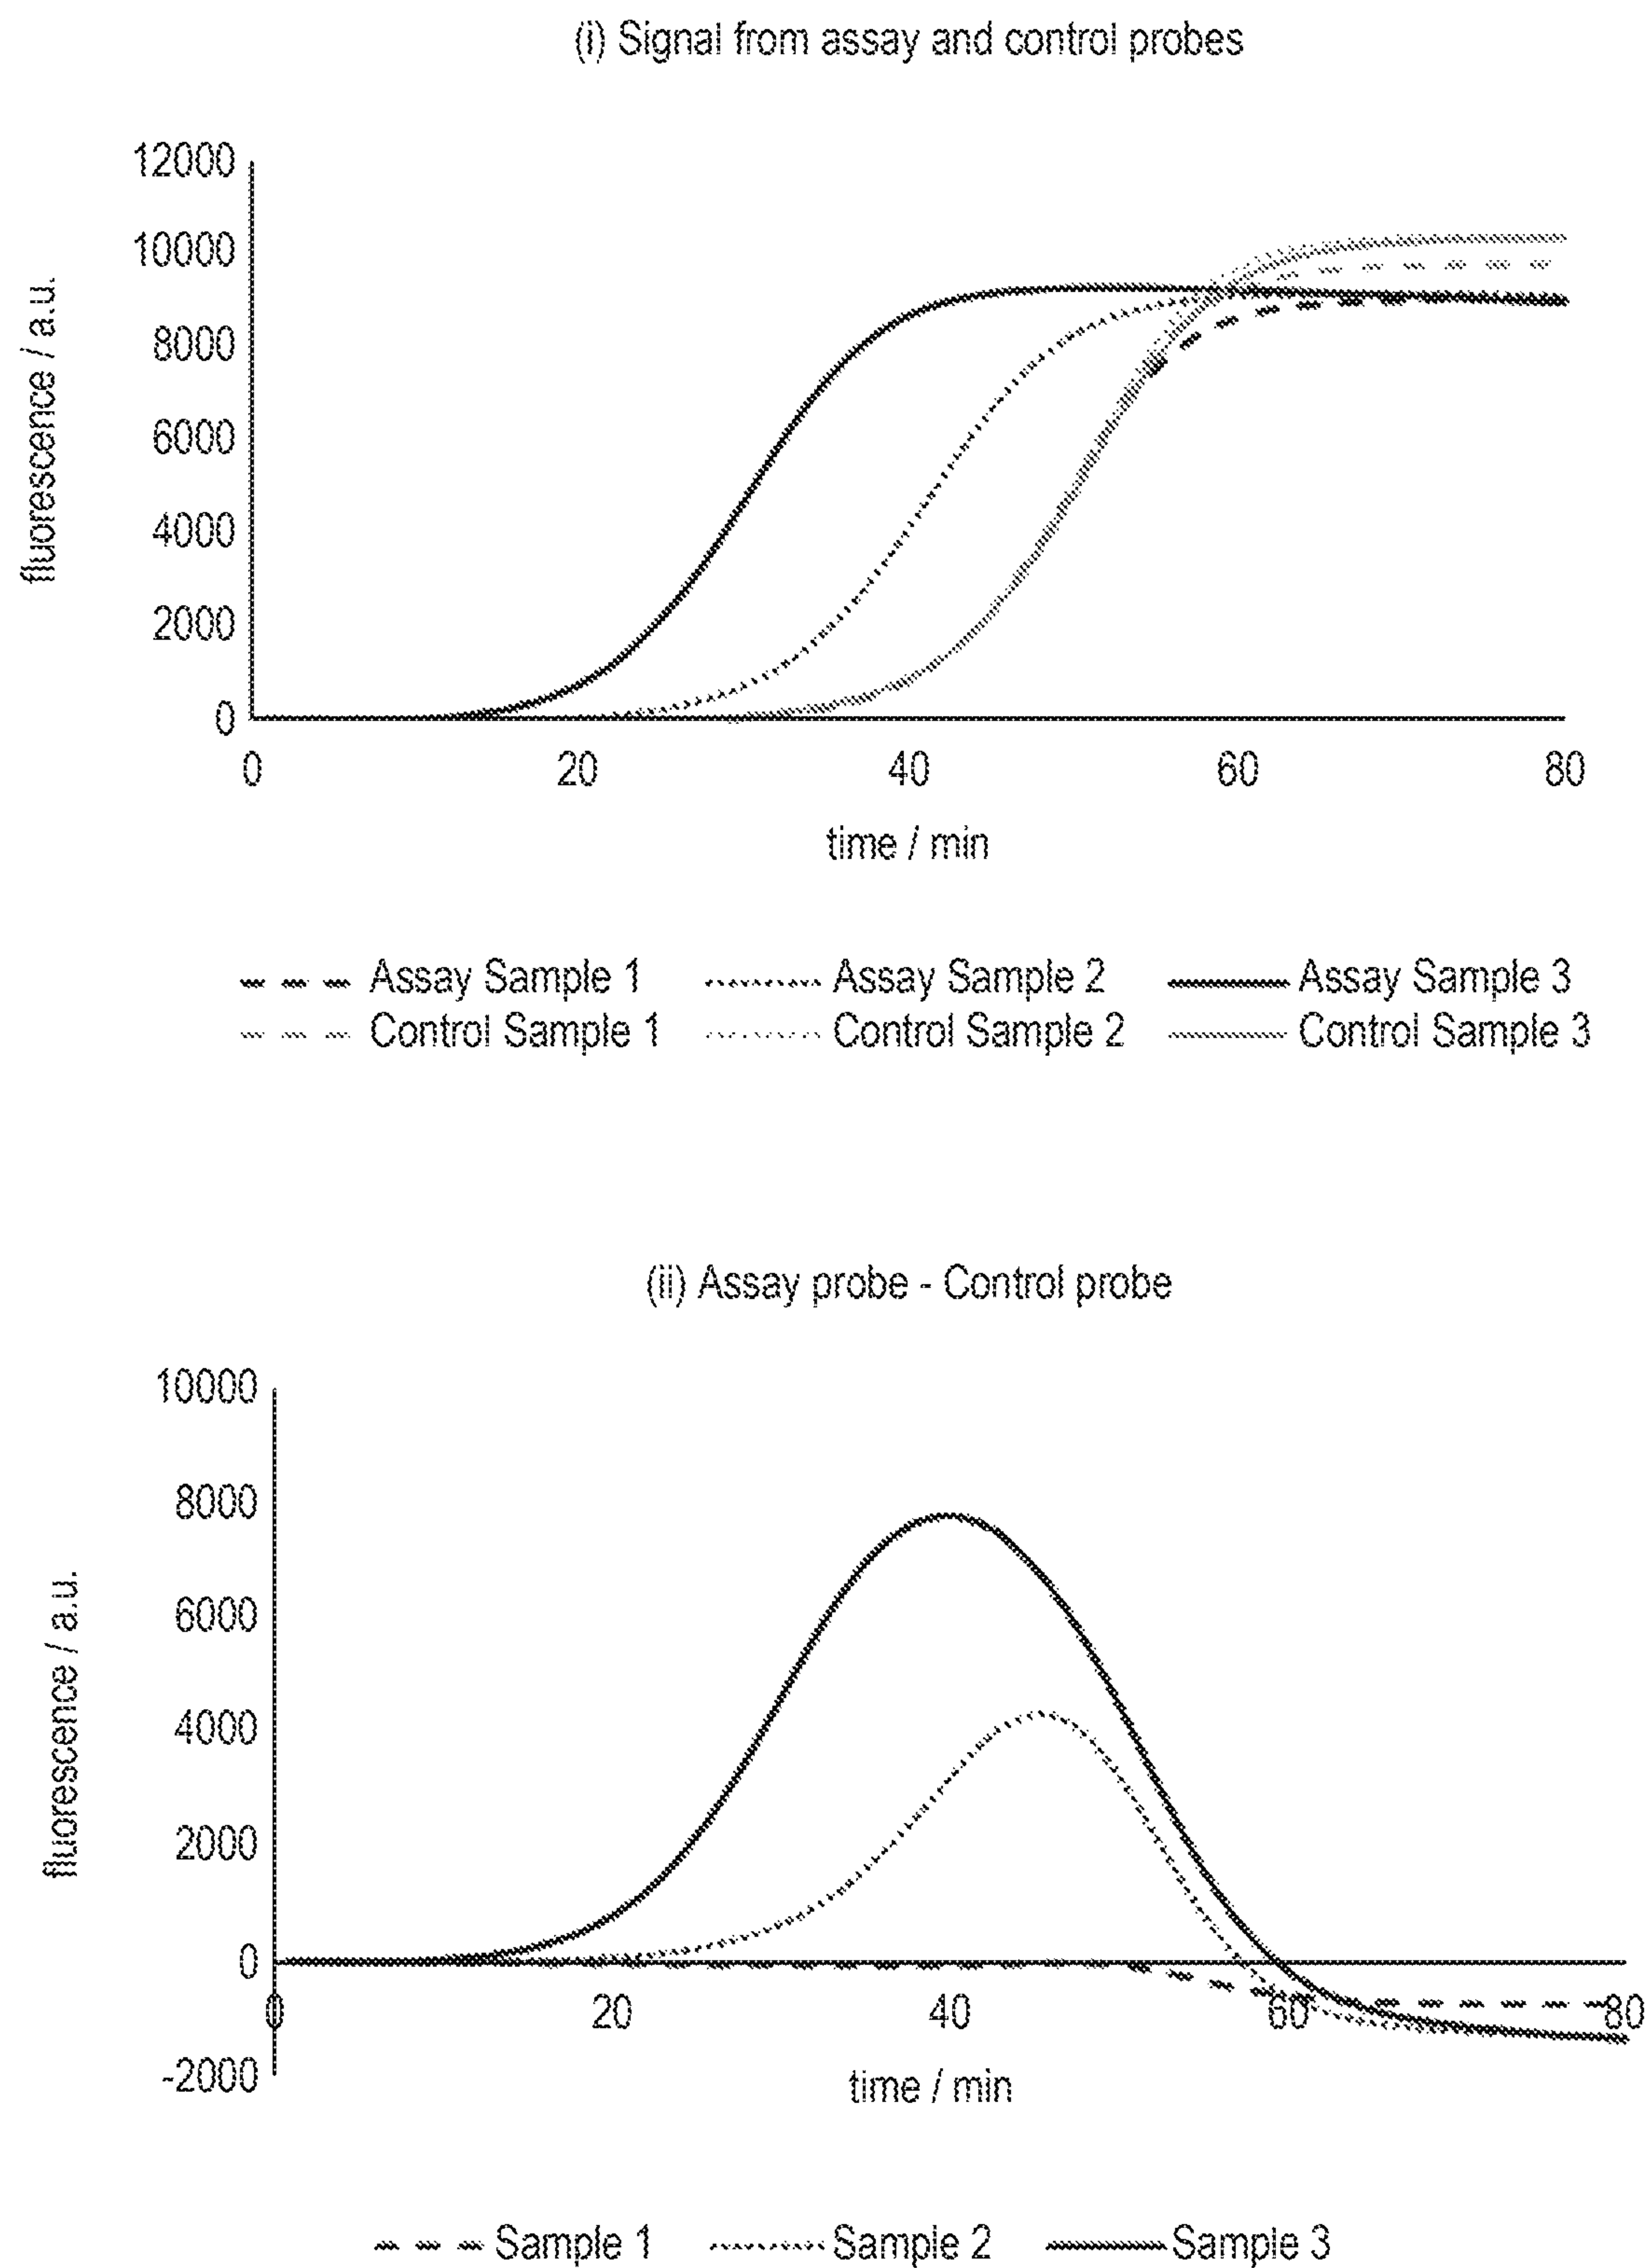 (i) Signal from assay and control probes
12000
10000
8000
6000
4000
2000
0
fluorescence / a.u.
0 20 40 60 80
time / min
Assay Sample 1 Assay Sample 2 Assay Sample 3
Control Sample 1 Control Sample 2 Control Sample 3
(ii) Assay probe - Control probe
10000
8000
6000
4000
2000
0
-2000
fluorescence / a.u.
0 20 40 60 80
time / min
Sample 1 Sample 2 Sample 3